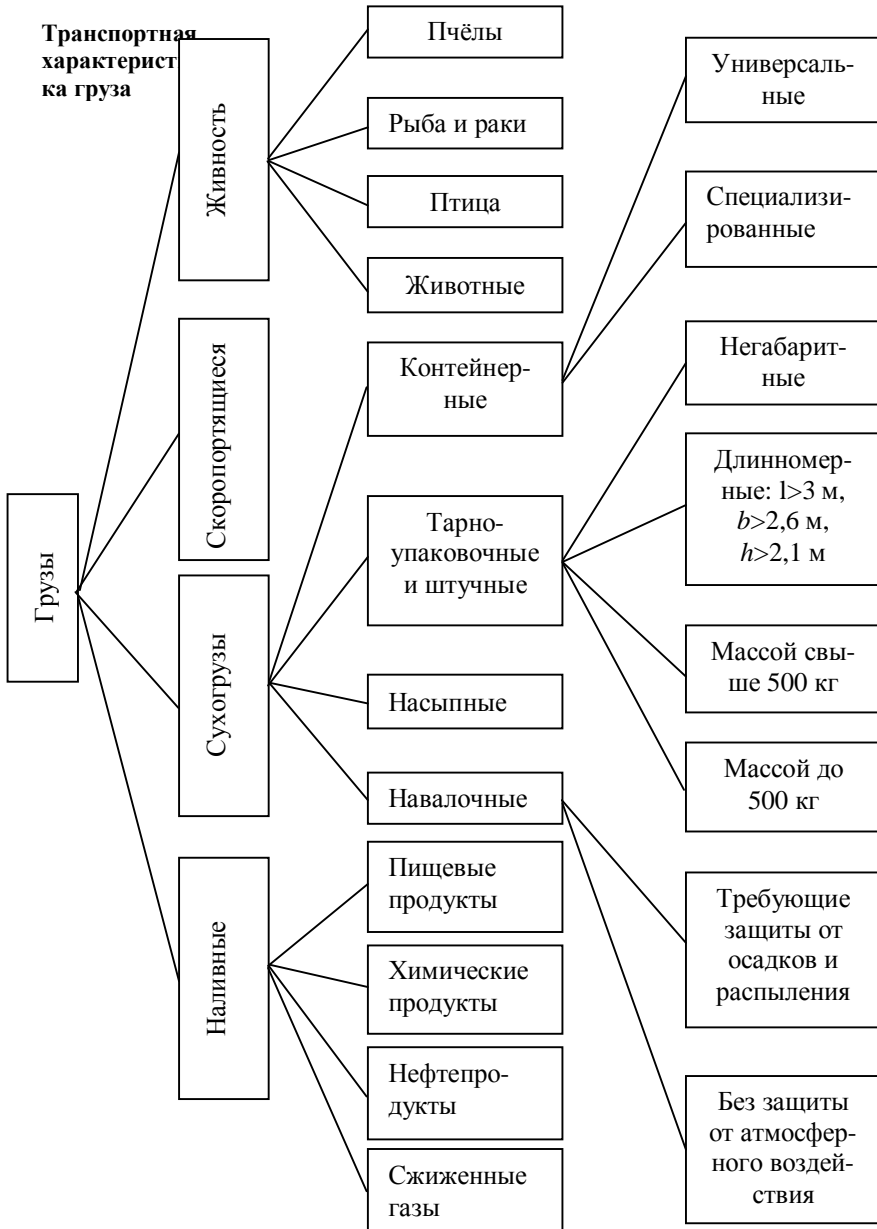 Транспортная
характерист
ка груза
Грузы
Живность
Скоропортящиеся
Сухогрузы
Наливные
Пчёлы
Рыба и раки
Птица
Животные
Контейнер-
ные
Тарно-
упаковочные
и штучные
Насыпные
Навалочные
Пищевые
продукты
Химические
продукты
Нефтепро-
дукты
Сжиженные
газы
Универсаль-
ные
Специализи-
рованные
Негабарит-
ные
Длинномер-
ные: l>3 м,
b>2,6 м,
h>2,1 м
Массой свы-
ше 500 кг
Массой до
500 кг
Требующие
защиты от
осадков и
распыления
Без защиты
от атмосфер-
ного воздей-
ствия